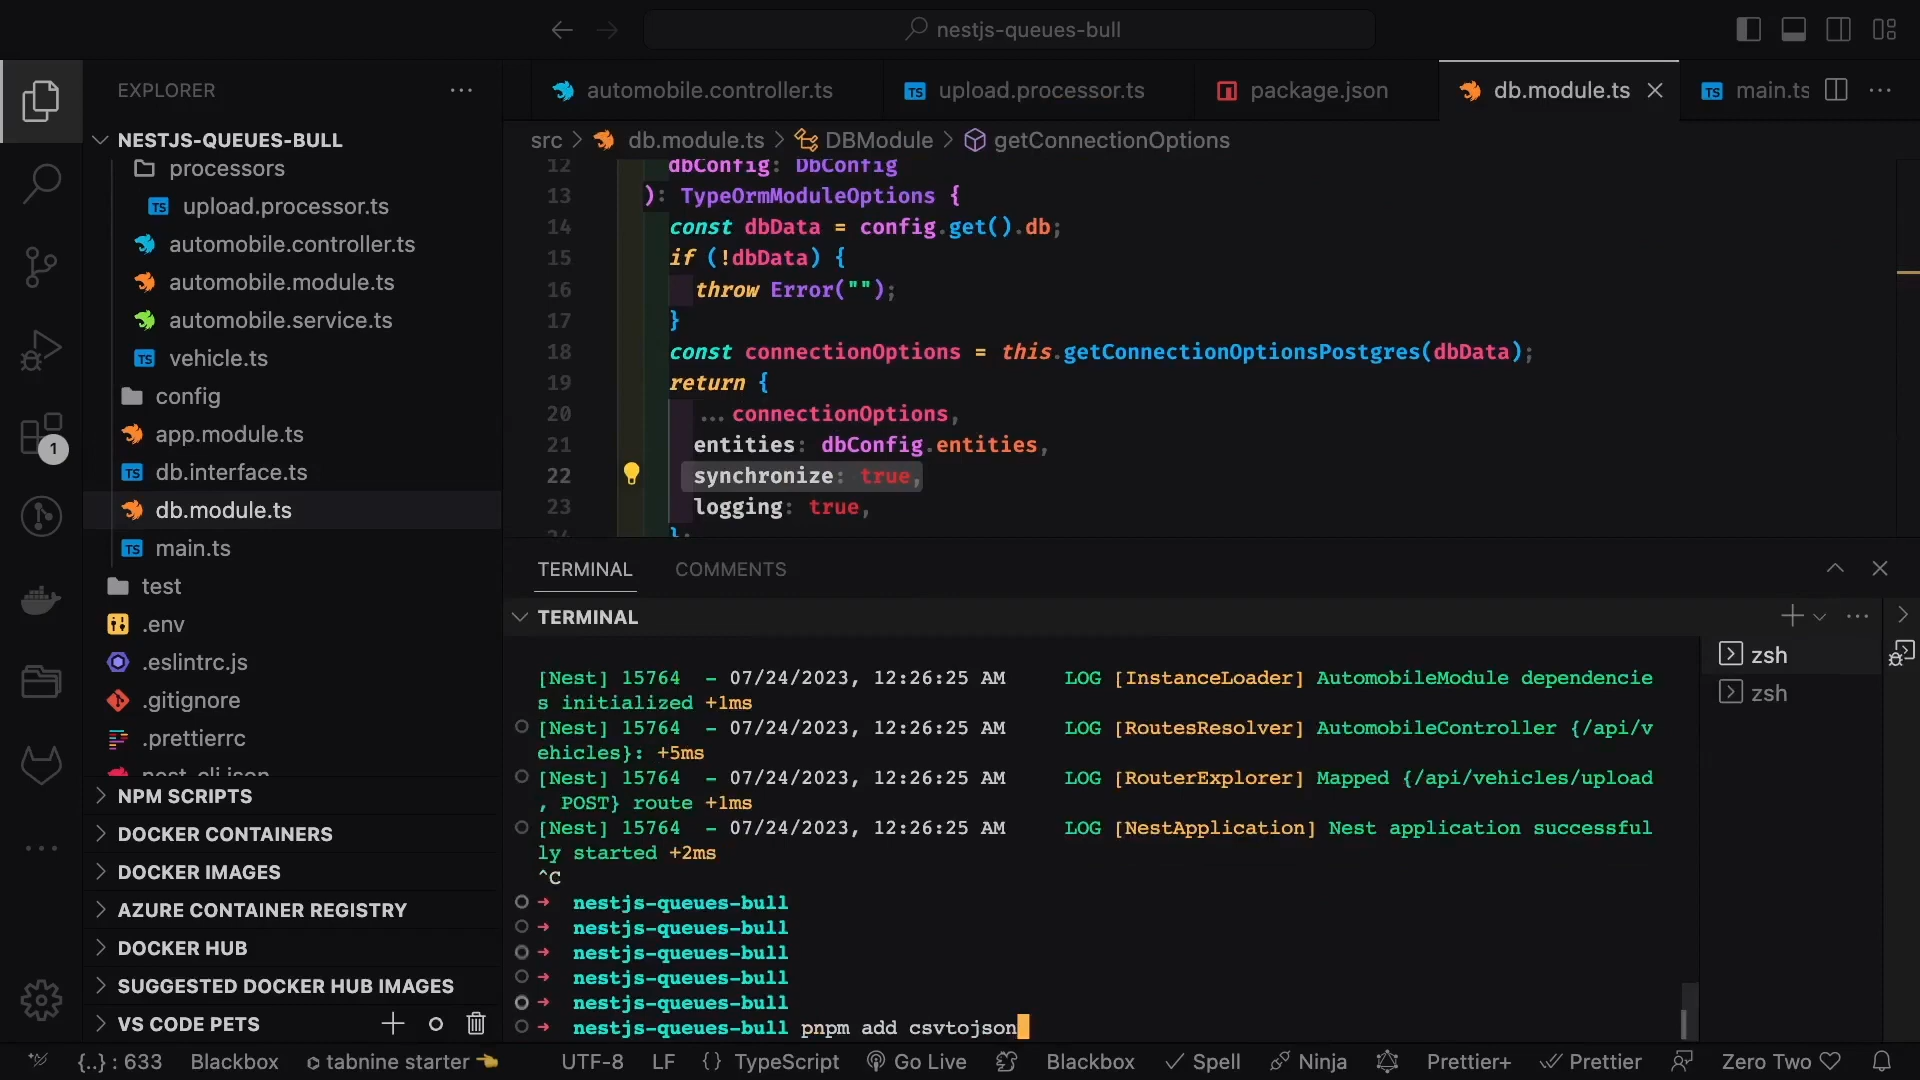 nestjs-queues-bull
EXPLORER
NESTJS-QUEUES-BULL
processors
upload.processor.ts
automobile.controller.ts
automobile.module.ts
automobile.service.ts
vehicle.ts
config
app.module.ts
db.interface.ts
db.module.ts
main.ts
test
.env
.eslintrc.js
.gitignore
.prettierrc
nest-cli.json
NPM SCRIPTS
DOCKER CONTAINERS
DOCKER IMAGES
AZURE CONTAINER REGISTRY
DOCKER HUB
SUGGESTED DOCKER HUB IMAGES
VS CODE PETS
1
automobile.controller.ts
upload.processor.ts
package.json
db.module.ts
main.ts
src > db.module.ts > DBModule > getConnectionOptions
12 dbConfig: DbConfig
13 ): TypeOrmModuleOptions {
14 const dbData = config.get().db;
15 if (!dbData) {
16 throw Error("");
17 }
18 const connectionOptions = this.getConnectionOptionsPostgres(dbData);
19 return {
20 ...connectionOptions,
21 entities: dbConfig.entities,
22 synchronize: true,
23 logging: true,
24 };
TERMINAL COMMENTS
TERMINAL
[Nest] 15764 - 07/24/2023, 12:26:25 AM LOG [InstanceLoader] AutomobileModule dependencie
s initialized +1ms
[Nest] 15764 - 07/24/2023, 12:26:25 AM LOG [RoutesResolver] AutomobileController {/api/v
ehicles}: +5ms
[Nest] 15764 - 07/24/2023, 12:26:25 AM LOG [RouterExplorer] Mapped {/api/vehicles/upload
, POST} route +1ms
[Nest] 15764 - 07/24/2023, 12:26:25 AM LOG [NestApplication] Nest application successful
ly started +2ms
^C
→ nestjs-queues-bull
→ nestjs-queues-bull
→ nestjs-queues-bull
→ nestjs-queues-bull
→ nestjs-queues-bull
→ nestjs-queues-bull pnpm add csvtojson
zsh
zsh
{..} : 633 Blackbox tabnine starter UTF-8 LF {} TypeScript Go Live Blackbox Spell Ninja Prettier+ Prettier Zero Two